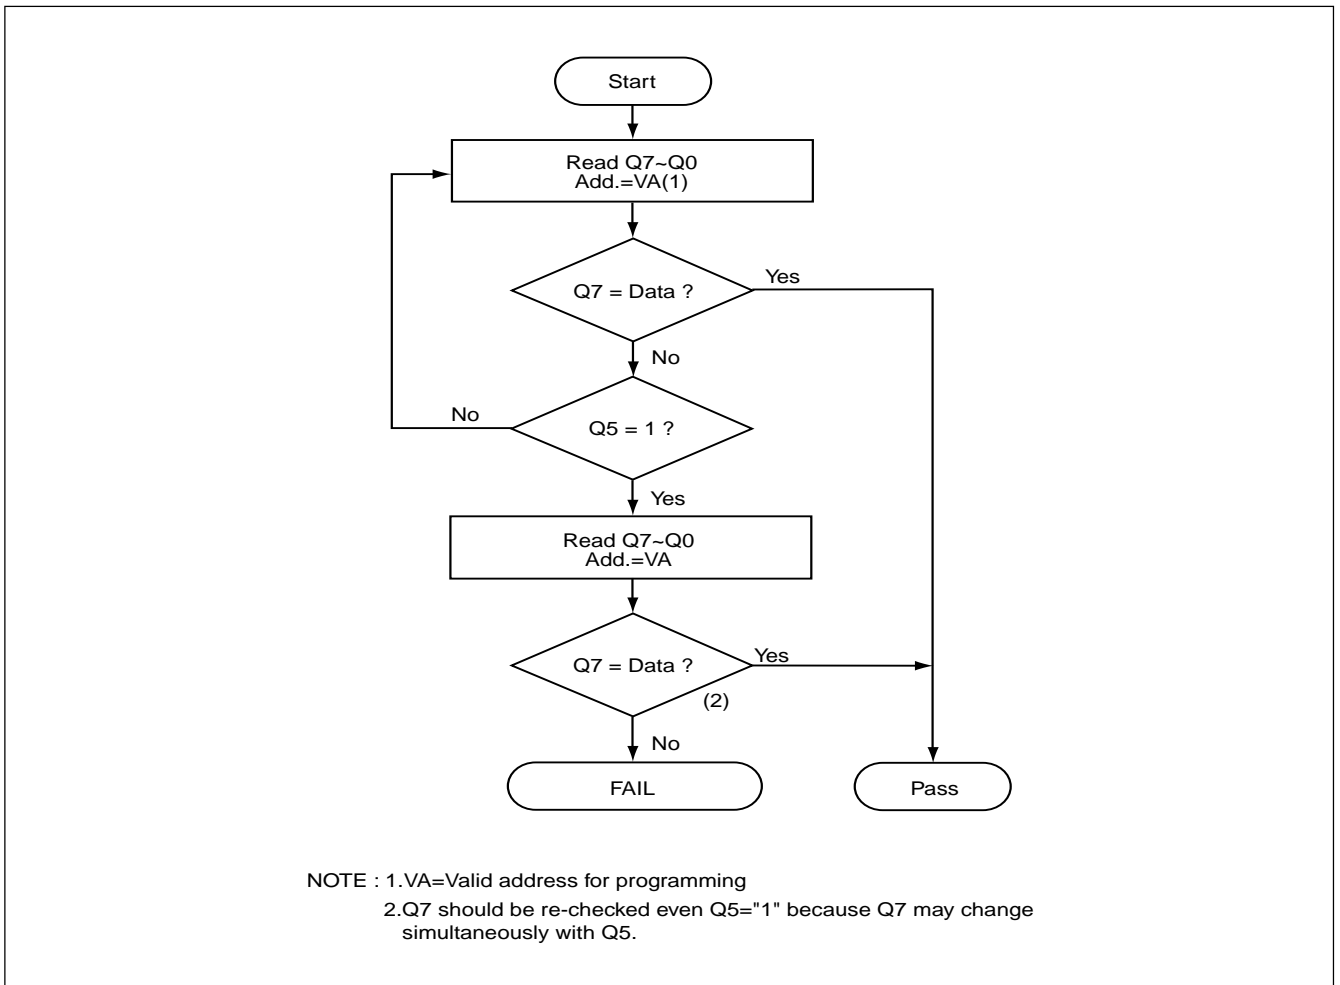 Start
Read Q7~Q0
Add.=VA(1)
Q7 = Data ?
Yes
No
Q5 = 1 ?
No
Yes
Read Q7~Q0
Add.=VA
Q7 = Data ?
Yes
(2)
No
FAIL
Pass
NOTE : 1.VA=Valid address for programming
2.Q7 should be re-checked even Q5="1" because Q7 may change
simultaneously with Q5.